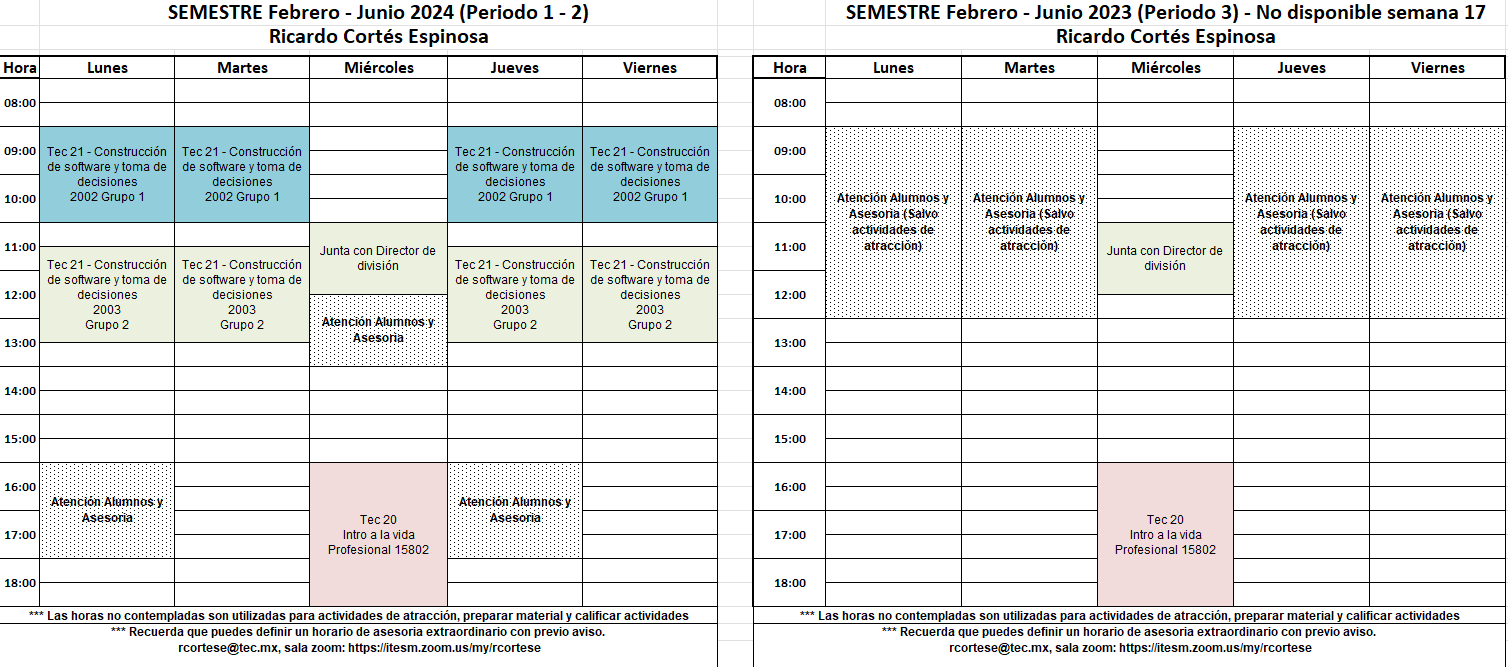 SEMESTRE Febrero - Junio 2024 (Periodo 1 - 2)
Ricardo Cortés Espinosa
Hora Lunes Martes Miércoles Jueves Viernes
08:00
09:00
10:00
11:00
12:00
13:00
14:00
15:00
16:00
17:00
18:00
Tec 21 - Construcción
de software y toma de
decisiones
2002 Grupo 1
Tec 21 - Construcción
de software y toma de
decisiones
2002 Grupo 1
Tec 21 - Construcción
de software y toma de
decisiones
2002 Grupo 1
Tec 21 - Construcción
de software y toma de
decisiones
2002 Grupo 1
Tec 21 - Construcción
de software y toma de
decisiones
2003
Grupo 2
Tec 21 - Construcción
de software y toma de
decisiones
2003
Grupo 2
Junta con Director de
división
Atención Alumnos y
Asesoria
Tec 21 - Construcción
de software y toma de
decisiones
2003
Grupo 2
Tec 21 - Construcción
de software y toma de
decisiones
2003
Grupo 2
Atención Alumnos y
Asesoria
Tec 20
Intro a la vida
Profesional 15802
Atención Alumnos y
Asesoria
*** Las horas no contempladas son utilizadas para actividades de atracción, preparar material y calificar actividades
*** Recuerda que puedes definir un horario de asesoria extraordinario con previo aviso.
rcortese@tec.mx, sala zoom: https://itesm.zoom.us/my/rcortese
SEMESTRE Febrero - Junio 2023 (Periodo 3) - No disponible semana 17
Ricardo Cortés Espinosa
Hora Lunes Martes Miércoles Jueves Viernes
08:00
09:00
10:00
11:00
12:00
13:00
14:00
15:00
16:00
17:00
18:00
Atención Alumnos y
Asesoria (Salvo
actividades de
atracción)
Atención Alumnos y
Asesoria (Salvo
actividades de
atracción)
Junta con Director de
división
Atención Alumnos y
Asesoria (Salvo
actividades de
atracción)
Atención Alumnos y
Asesoria (Salvo
actividades de
atracción)
Tec 20
Intro a la vida
Profesional 15802
*** Las horas no contempladas son utilizadas para actividades de atracción, preparar material y calificar actividades
*** Recuerda que puedes definir un horario de asesoria extraordinario con previo aviso.
rcortese@tec.mx, sala zoom: https://itesm.zoom.us/my/rcortese